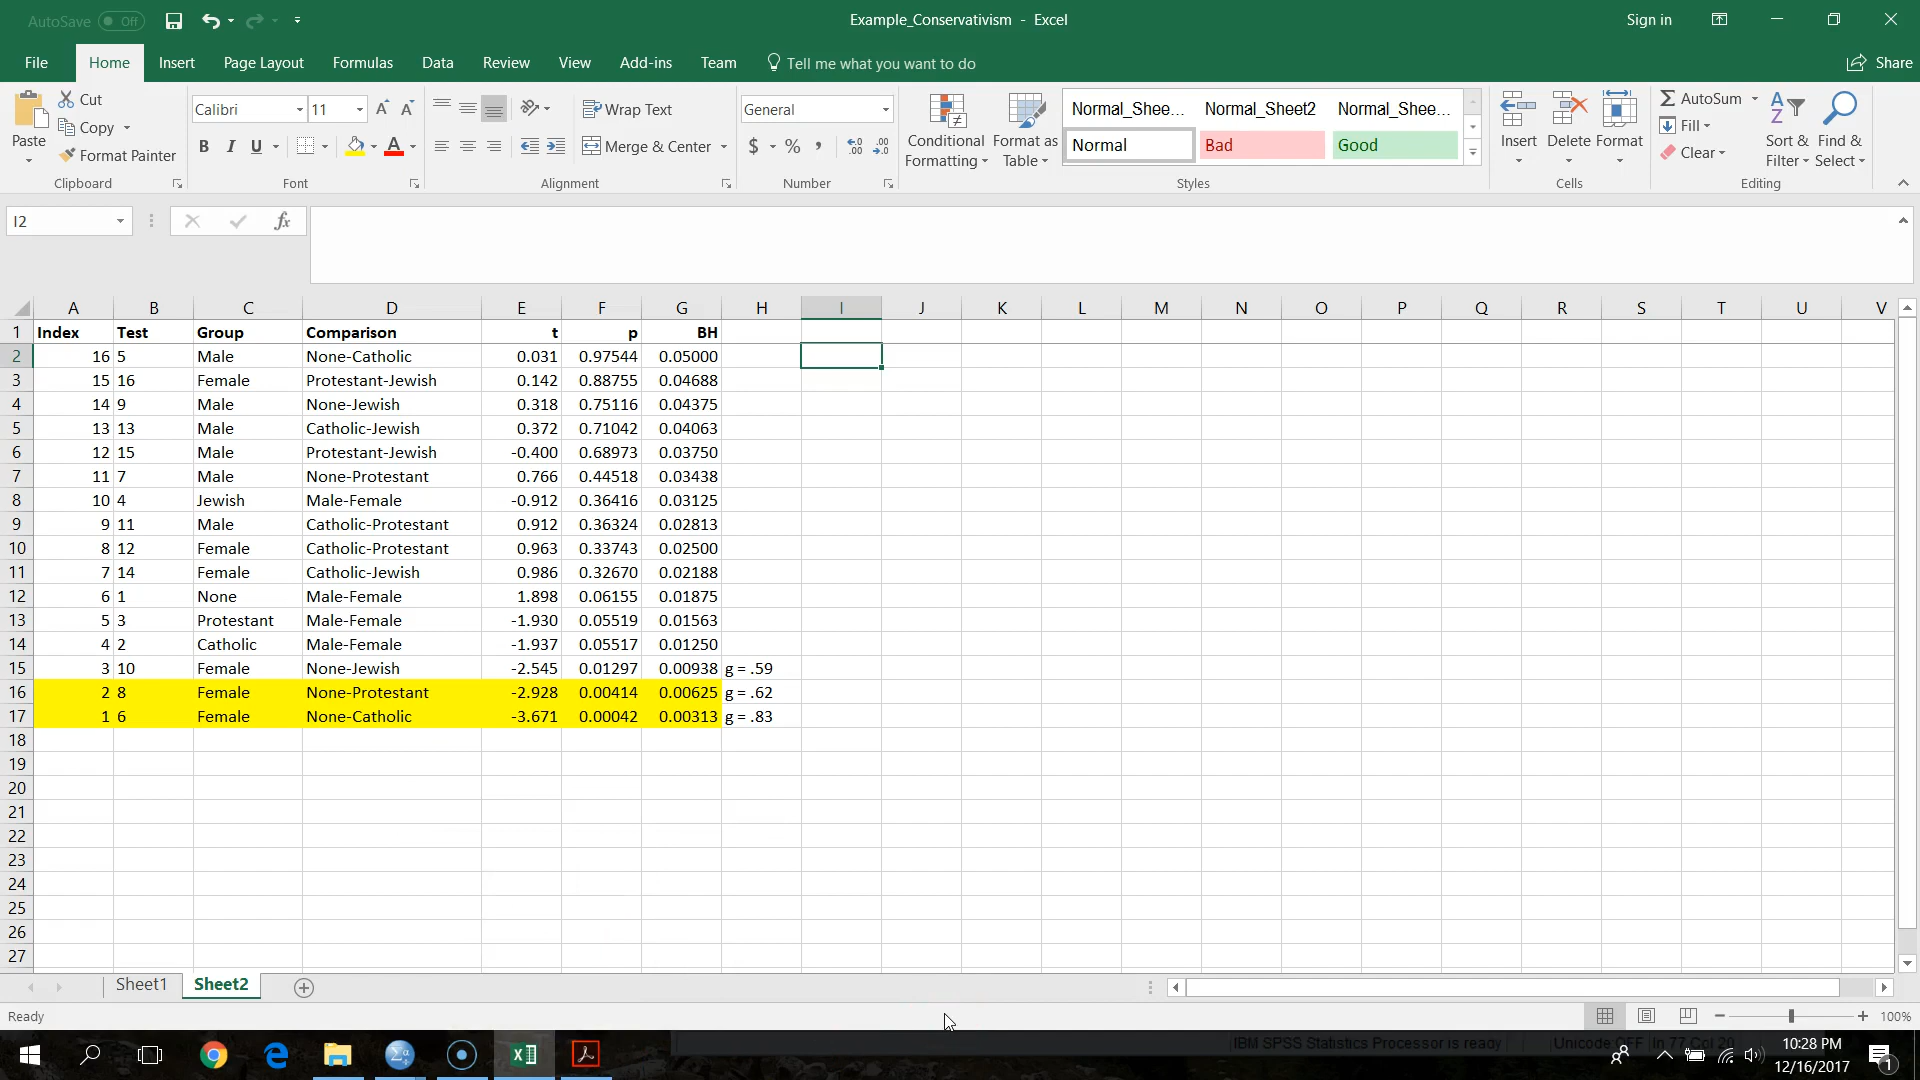 AutoSave Off Example_Conservativism - Excel Sign in
File Home Insert Page Layout Formulas Data Review View Add-ins Team Tell me what you want to do Share
Cut
Copy
Format Painter
Paste
Clipboard
Calibri 11
B I U A
Font
Wrap Text
Merge & Center
Alignment
General
$ % ,
Number
Conditional Formatting
Format as Table
Normal_Shee... Normal_Sheet2 Normal_Shee...
Normal Bad Good
Styles
Insert Delete Format
Cells
AutoSum
Fill
Clear
Sort & Filter
Find & Select
Editing
I2 fx
A B C D E F G H I J K L M N O P Q R S T U V
1 Index Test Group Comparison t p BH
2 16 5 Male None-Catholic 0.031 0.97544 0.05000
3 15 16 Female Protestant-Jewish 0.142 0.88755 0.04688
4 14 9 Male None-Jewish 0.318 0.75116 0.04375
5 13 13 Male Catholic-Jewish 0.372 0.71042 0.04063
6 12 15 Male Protestant-Jewish -0.400 0.68973 0.03750
7 11 7 Male None-Protestant 0.766 0.44518 0.03438
8 10 4 Jewish Male-Female -0.912 0.36416 0.03125
9 9 11 Male Catholic-Protestant 0.912 0.36324 0.02813
10 8 12 Female Catholic-Protestant 0.963 0.33743 0.02500
11 7 14 Female Catholic-Jewish 0.986 0.32670 0.02188
12 6 1 None Male-Female 1.898 0.06155 0.01875
13 5 3 Protestant Male-Female -1.930 0.05519 0.01563
14 4 2 Catholic Male-Female -1.937 0.05517 0.01250
15 3 10 Female None-Jewish -2.545 0.01297 0.00938 g = .59
16 2 8 Female None-Protestant -2.928 0.00414 0.00625 g = .62
17 1 6 Female None-Catholic -3.671 0.00042 0.00313 g = .83
18
19
20
21
22
23
24
25
26
27
Sheet1 Sheet2
Ready 100%
IBM SPSS Statistics Processor is ready Unicode:OFF In 77 Col 20
10:28 PM
12/16/2017
1